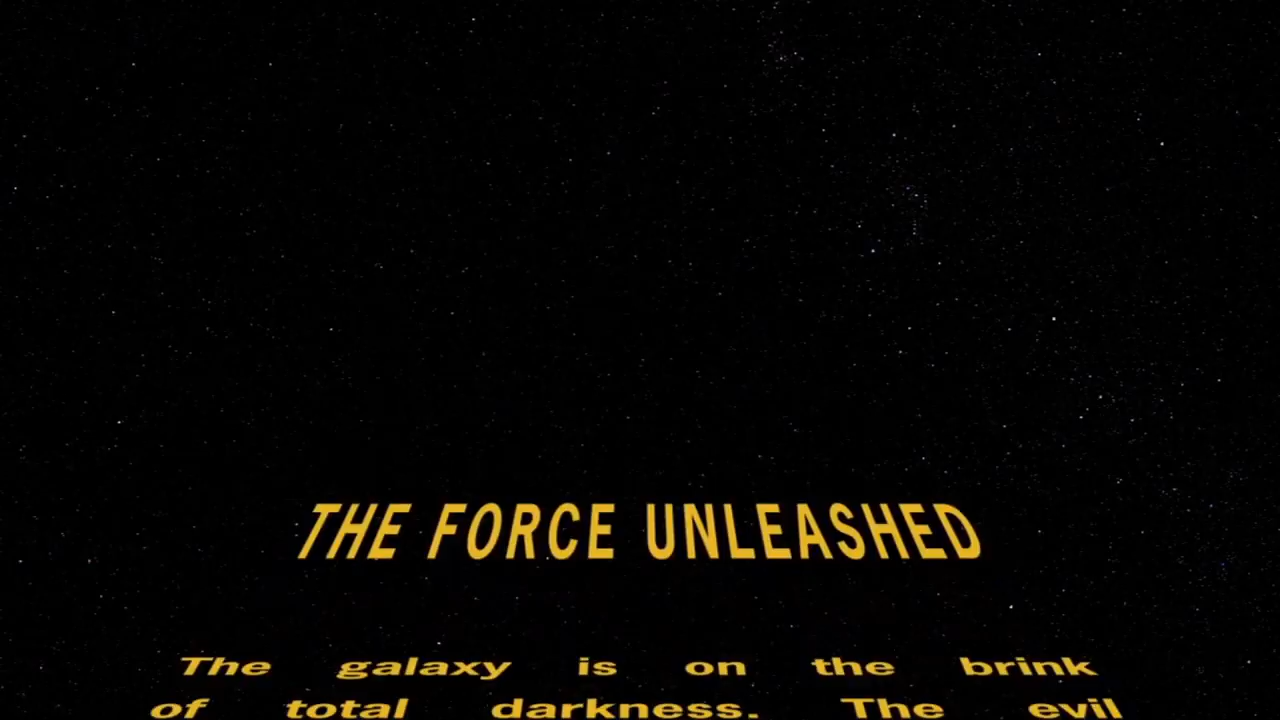 THE FORCE UNLEASHED
The galaxy is on the brink
of total darkness. The evil